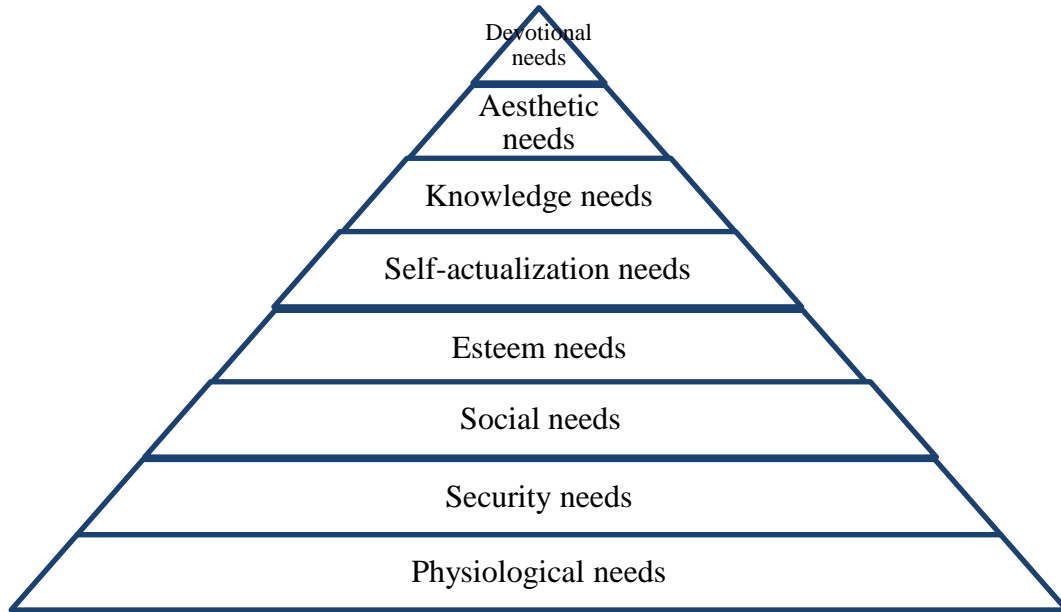 Devotional
needs
Aesthetic
needs
Knowledge needs
Self-actualization needs
Esteem needs
Social needs
Security needs
Physiological needs